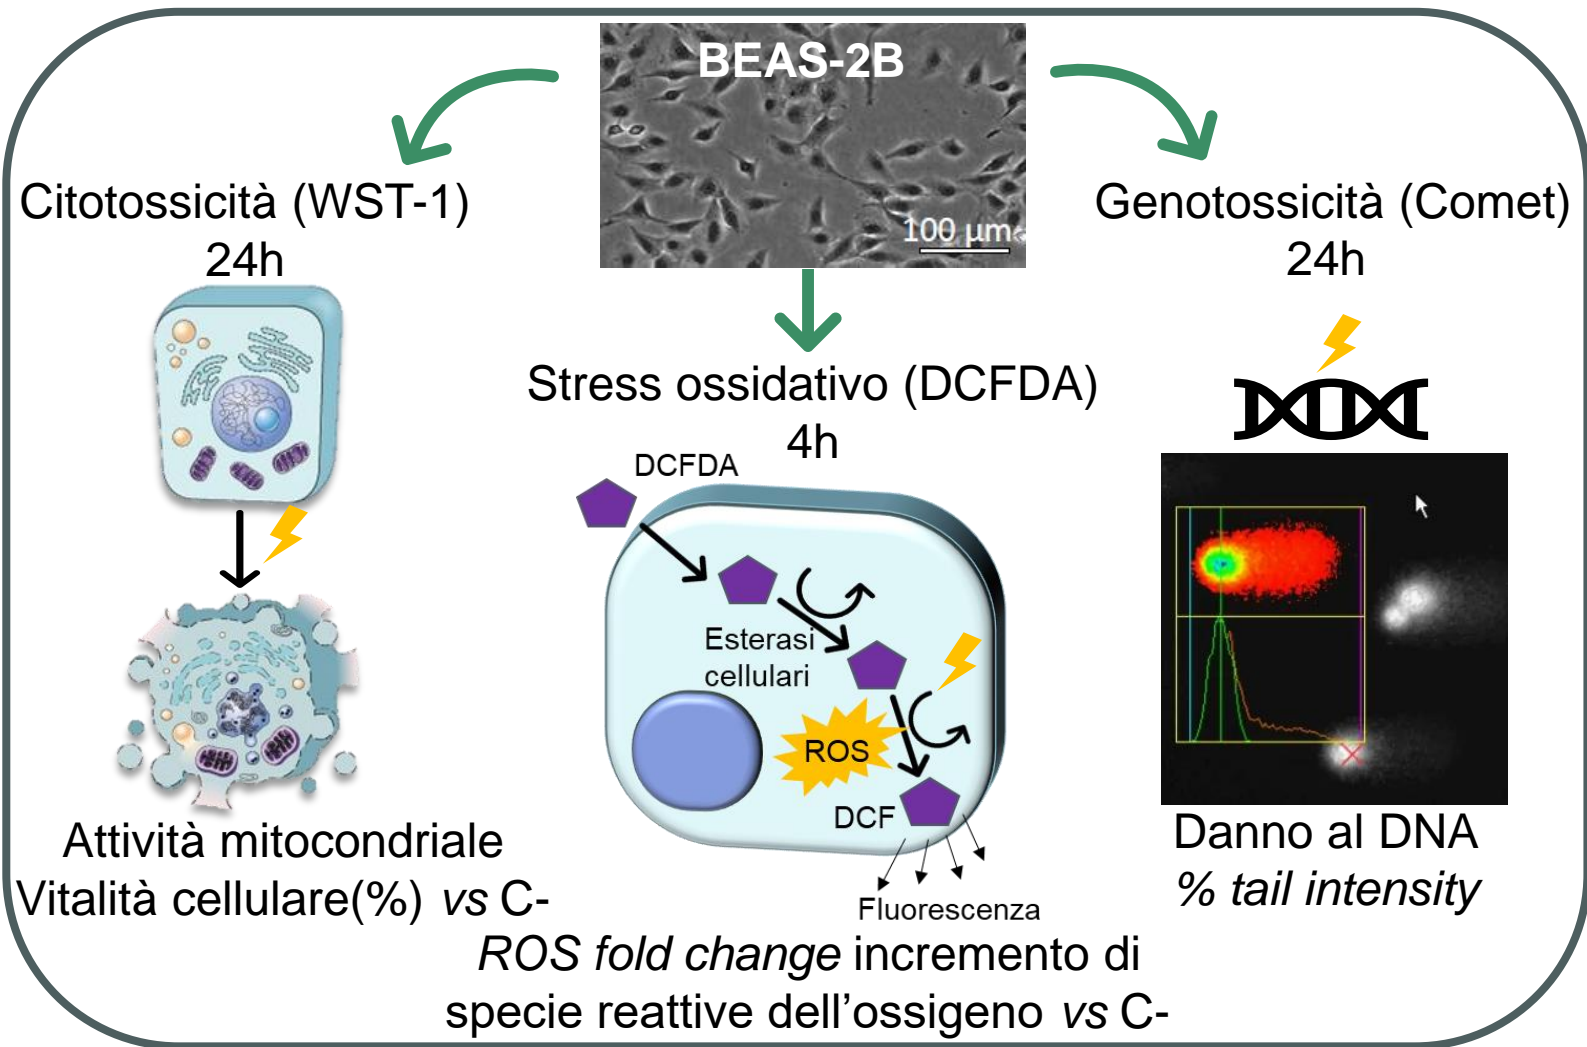 BEAS-2B
100 µm
Citotossicità (WST-1)
24h
Attività mitocondriale
Vitalità cellulare(%) vs C-
Stress ossidativo (DCFDA)
4h
DCFDA
Esterasi
cellulari
ROS
DCF
Fluorescenza
ROS fold change incremento di
specie reattive dell’ossigeno vs C-
Genotossicità (Comet)
24h
Danno al DNA
% tail intensity